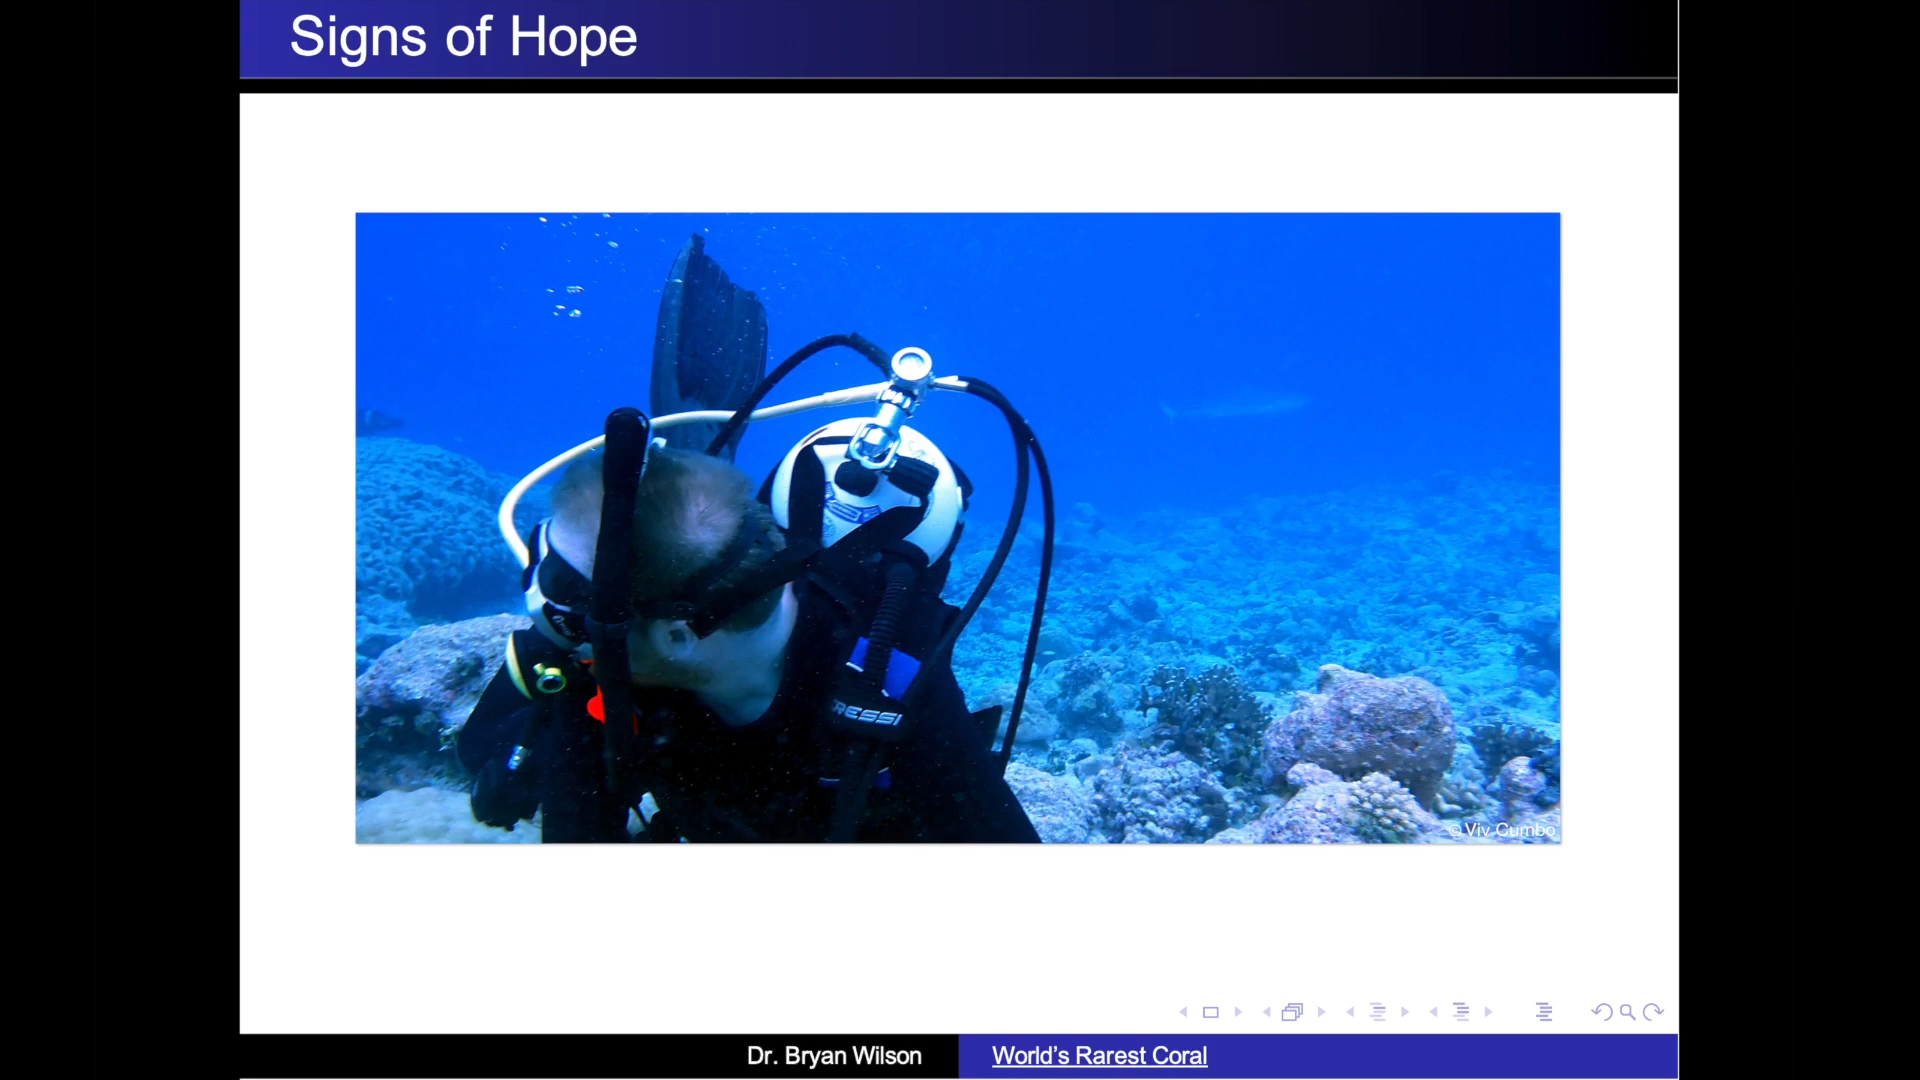 Signs of Hope
RESSI
© Viv Cumbo
Dr. Bryan Wilson
World's Rarest Coral